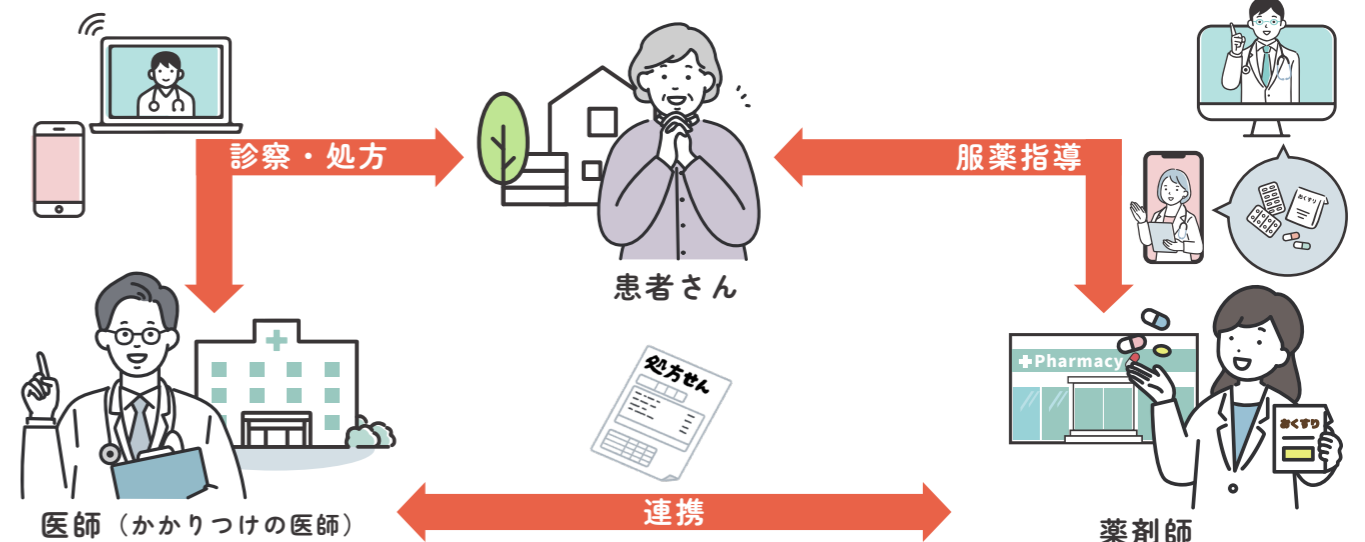 診察・処方
服薬指導
おくすり
患者さん
処方せん
Pharmacy
おくすり
医師（かかりつけの医師）
連携
薬剤師